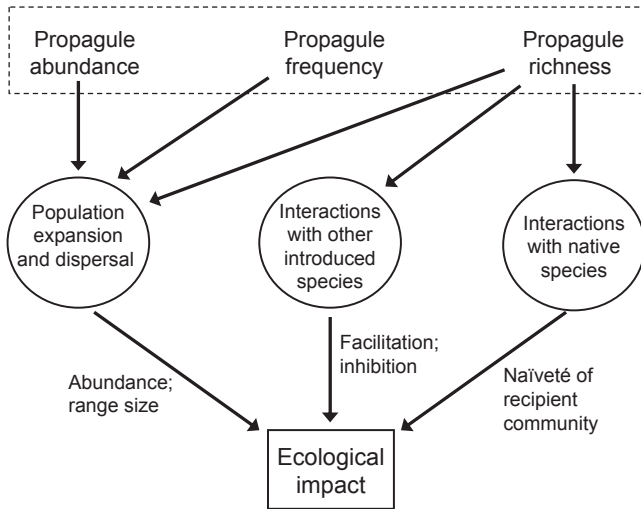 Propagule
abundance
Propagule
frequency
Propagule
richness
Population
expansion
and dispersal
Interactions
with other
introduced
species
Interactions
with native
species
Abundance;
range size
Facilitation;
inhibition
Naïveté of
recipient
community
Ecological
impact